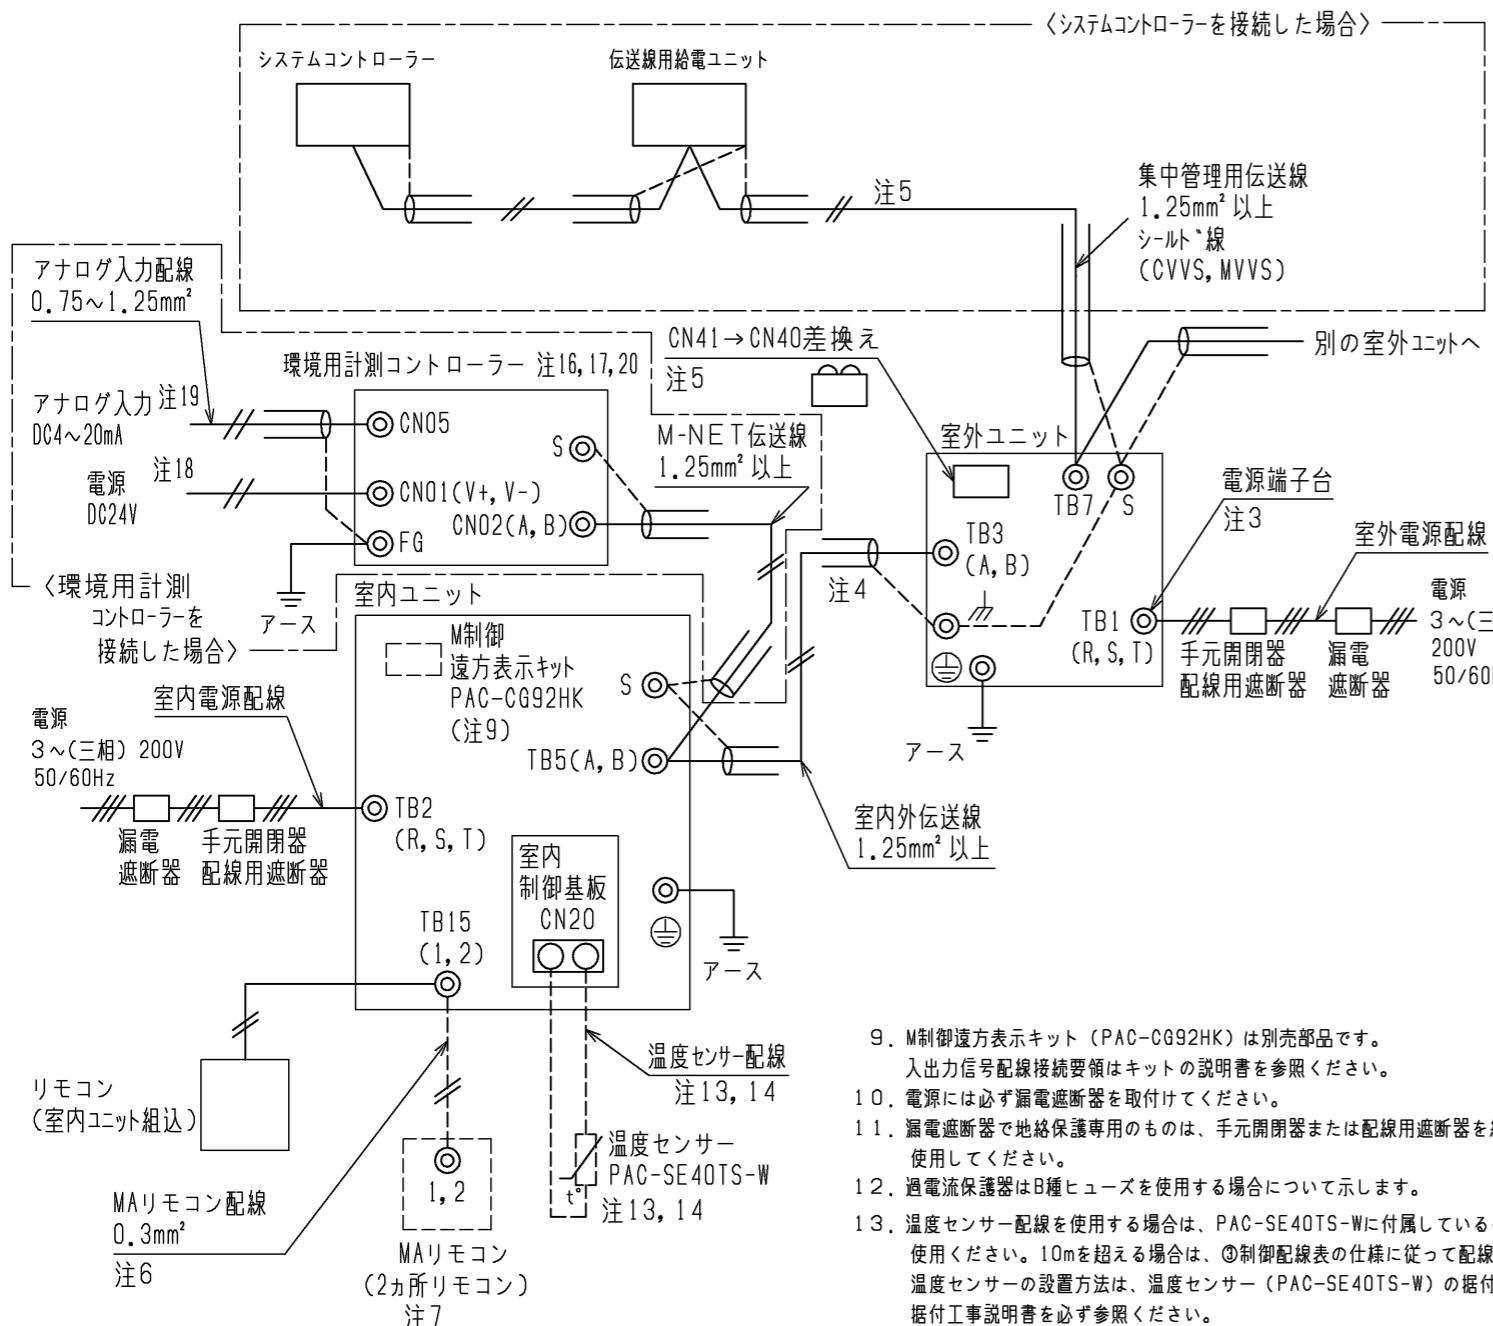 〈システムコントローラーを接続した場合〉
システムコントローラー
伝送線用給電ユニット
注5
集中管理用伝送線
1.25mm²以上
シールド線
(CVVS, MVVS)
アナログ入力配線
0.75～1.25mm²
CN41→CN40差換え
注5
別の室外ユニットへ
環境用計測コントローラー 注16,17,20
アナログ入力 注19
DC4～20mA
CN05
S
M-NET伝送線
1.25mm²以上
室外ユニット
注18
電源
DC24V
CN01(V+, V-)
CN02(A, B)
FG
TB7
S
電源端子台
注3
TB3
(A, B)
室外電源配線
〈環境用計測
コントローラーを
接続した場合〉
アース
室内ユニット
注4
TB1
(R, S, T)
電源
3～(三
200V
50/60
手元開閉器
配線用遮断器
漏電
遮断器
M制御
遠方表示キット
PAC-CG92HK
(注9)
S
TB5(A, B)
アース
室内電源配線
電源
3～(三相) 200V
50/60Hz
TB2
(R, S, T)
漏電
遮断器
手元開閉器
配線用遮断器
室内外伝送線
1.25mm²以上
室内
制御基板
CN20
TB15
(1, 2)
アース
リモコン
(室内ユニット組込)
温度センサー配線
注13, 14
温度センサー
PAC-SE40TS-W
注13, 14
t°
1, 2
MAリモコン配線
0.3mm²
注6
MAリモコン
(2ヵ所リモコン)
注7
9. M制御遠方表示キット（PAC-CG92HK）は別売部品です。
入出力信号配線接続要領はキットの説明書を参照ください。
10. 電源には必ず漏電遮断器を取付けてください。
11. 漏電遮断器で地絡保護専用のものは、手元開閉器または配線用遮断器を
使用してください。
12. 過電流保護器はB種ヒューズを使用する場合について示します。
13. 温度センサー配線を使用する場合は、PAC-SE40TS-Wに付属している
使用ください。10mを超える場合は、③制御配線表の仕様に従って配線
温度センサーの設置方法は、温度センサー（PAC-SE40TS-W）の据付
据付工事説明書を必ず参照ください。